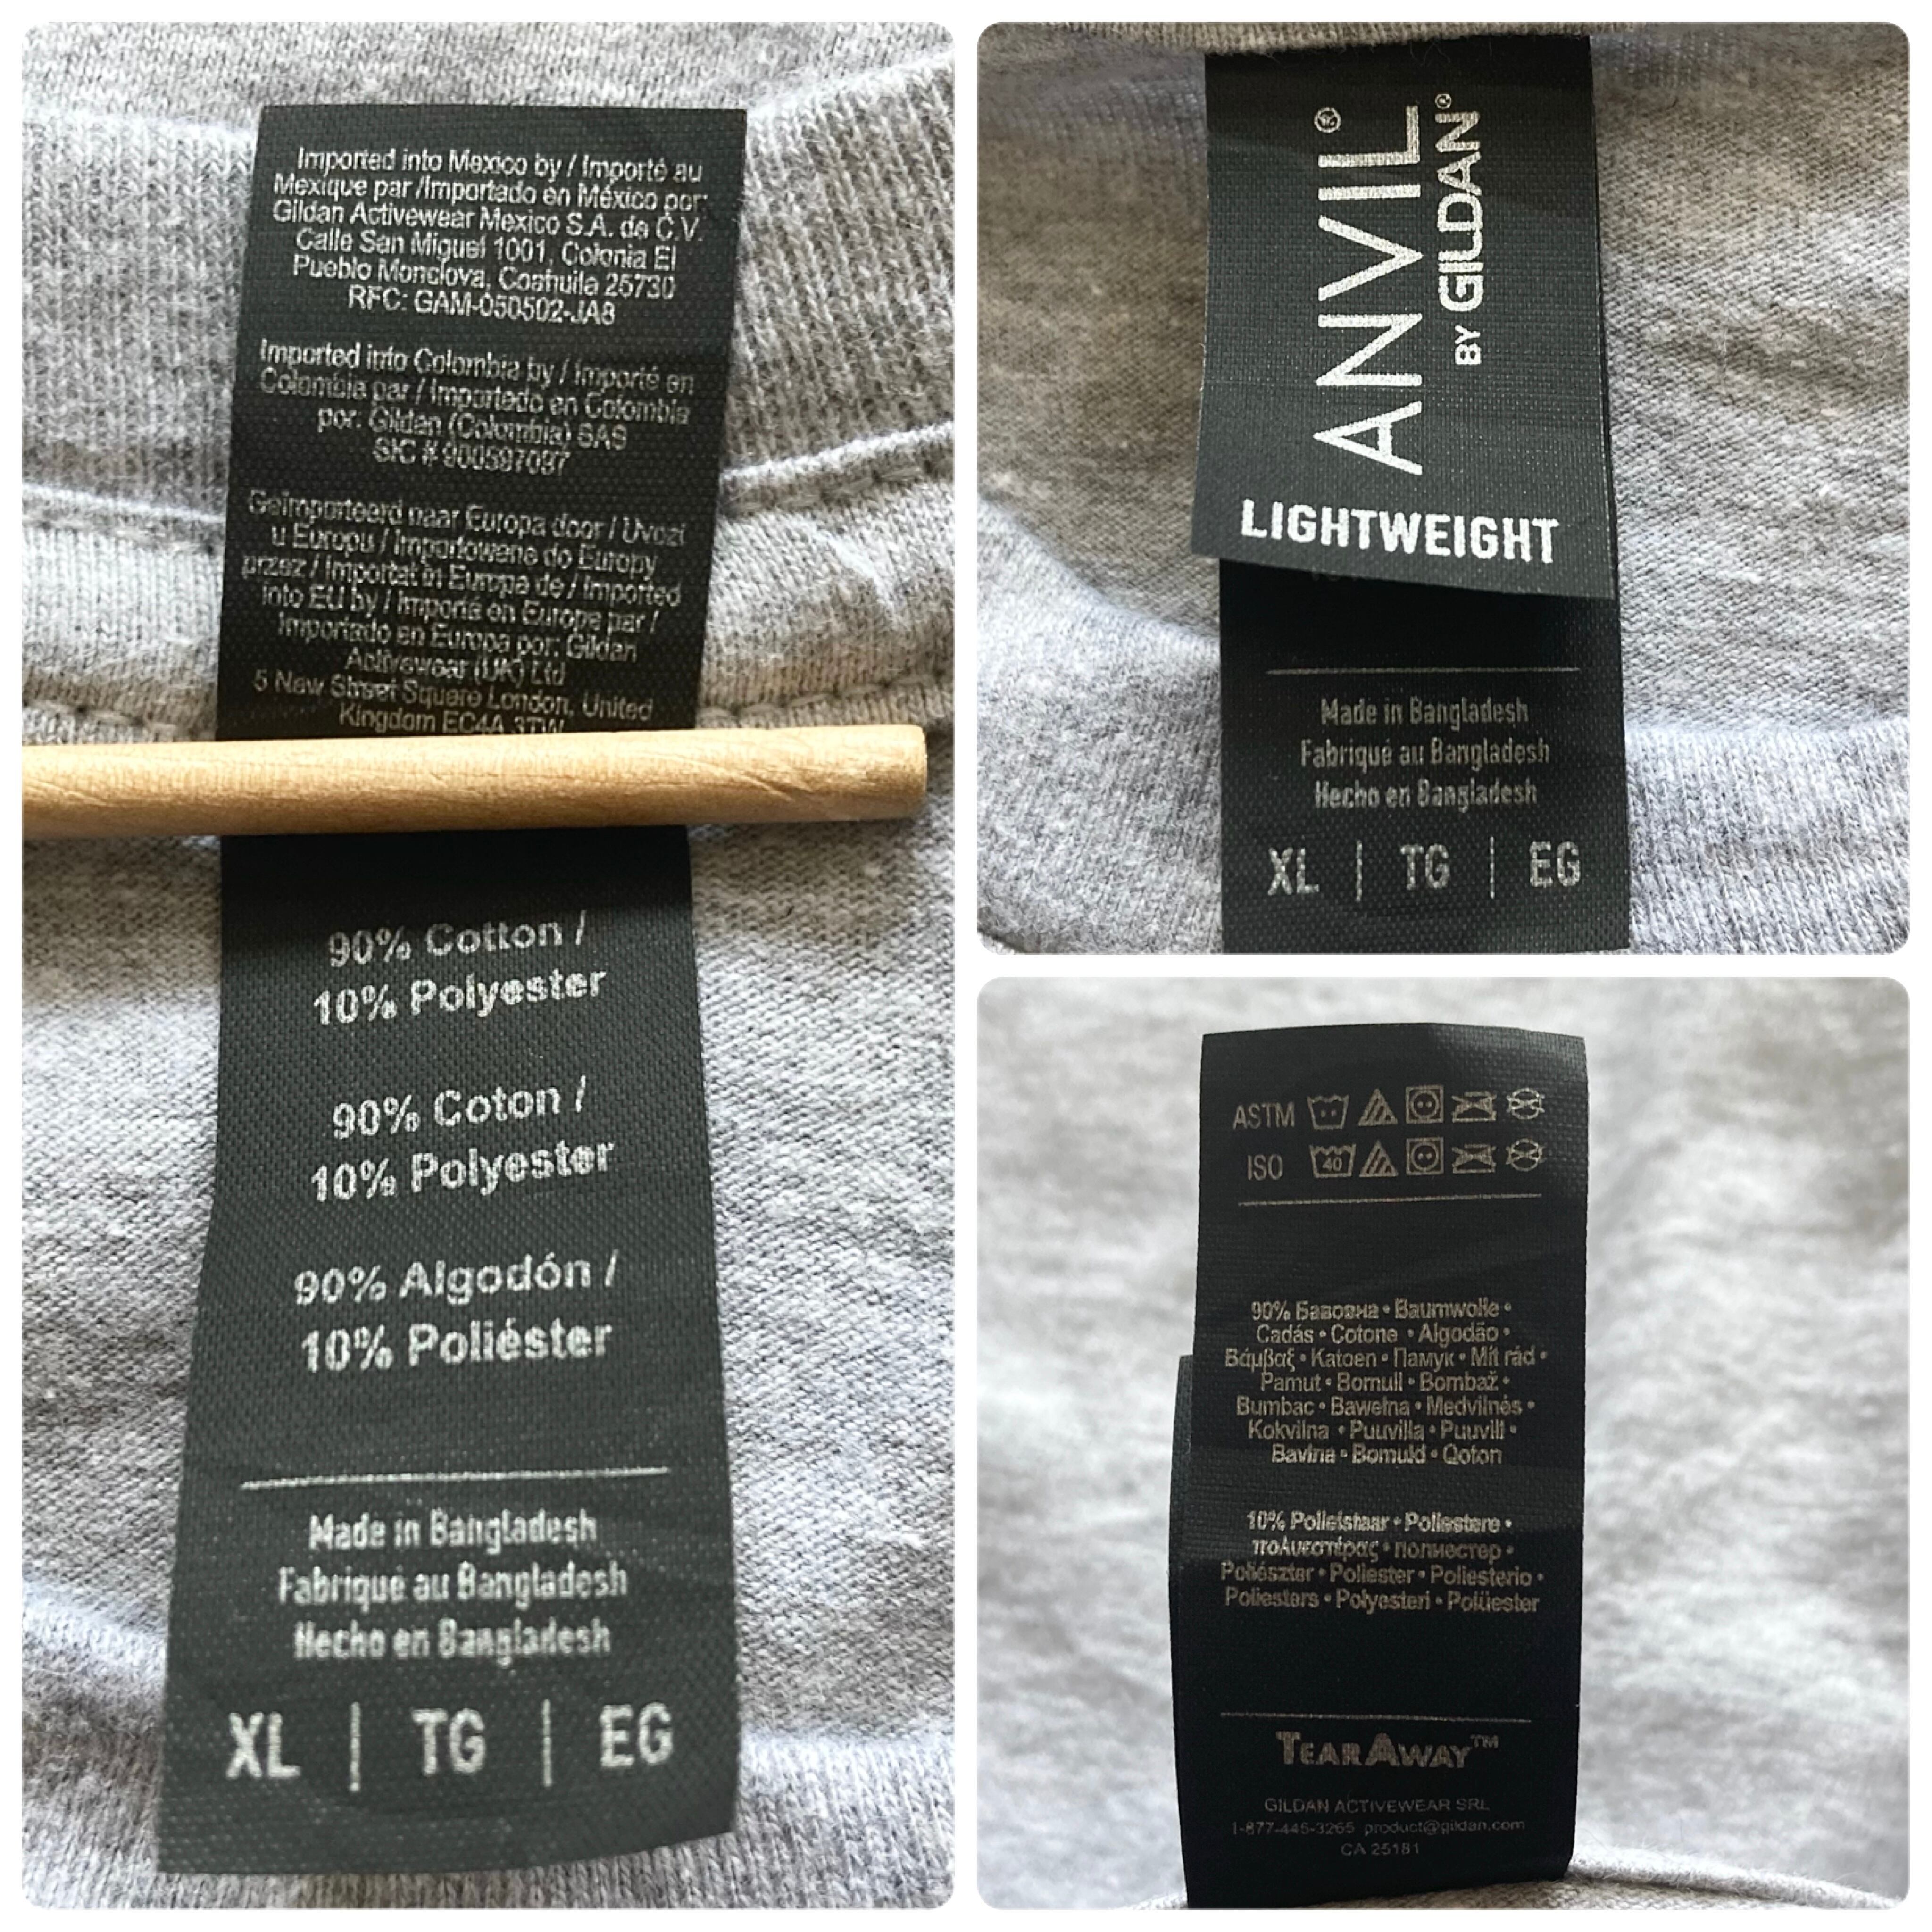 Imported into Mexico by / Importé au
Mexique par /Importado en México por:
Gildan Activewear Mexico S.A. de C.V.
Calle San Miguel 1001, Colonia El
Pueblo Monclova, Coahuila 25730
RFC: GAM-050502-JA8
Imported into Colombia by / Importé en
Colombia par / Importado en Colombia
por: Gildan (Colombia) SAS
SIC # 900597097
Geïmporteerd naar Europa door / Uvozi
u Europu / Importowane do Europy
przez / Importat în Europa de / Imported
into EU by / Importé en Europe par /
Importado en Europa por: Gildan
Activewear (UK) Ltd
5 New Street Square London, United
Kingdom EC4A 3TW
90% Cotton /
10% Polyester
90% Coton /
10% Polyester
90% Algodón /
10% Poliéster
Made in Bangladesh
Fabriqué au Bangladesh
Hecho en Bangladesh
XL | TG | EG
ANVIL®
BY GILDAN®
LIGHTWEIGHT
Made in Bangladesh
Fabriqué au Bangladesh
Hecho en Bangladesh
XL | TG | EG
ASTM
ISO 40
90% Бавовна • Baumwolle •
Cadás • Cotone • Algodão •
Βάμβαξ • Katoen • Памук • Mit rád •
Pamut • Bomull • Bombaž •
Bumbac • Bawełna • Medvilnės •
Kokvilna • Puuvilla • Puuvill •
Bavlna • Bomuld • Qoton
10% Polleistaar • Poliestere •
πολυεστέρας • полиестер •
Poliészter • Poliester • Poliesterio •
Poliesters • Polyesteri • Polüester
TEARAWAY™
GILDAN ACTIVEWEAR SRL
1-877-445-3265 product@gildan.com
CA 25181